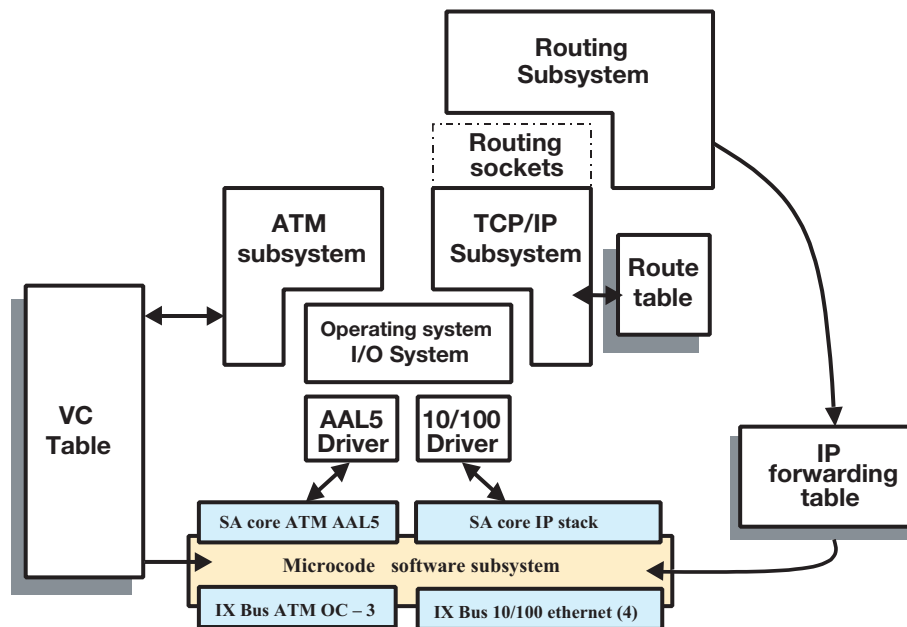 Routing
Subsystem
Routing
sockets
ATM
subsystem
TCP/IP
Subsystem
Route
table
Operating system
I/O System
VC
Table
AAL5
Driver
10/100
Driver
IP
forwarding
table
SA core ATM AAL5
SA core IP stack
Microcode software subsystem
IX Bus ATM OC – 3
IX Bus 10/100 ethernet (4)